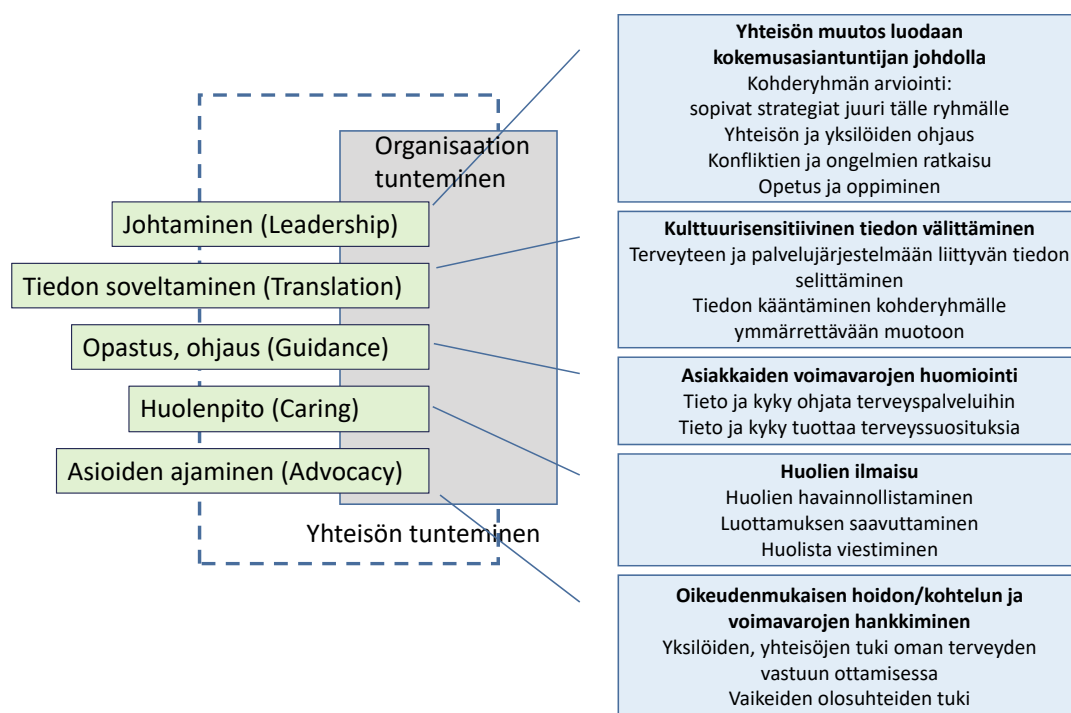 Organisaation
tunteminen
Johtaminen (Leadership)
Tiedon soveltaminen (Translation)
Opastus, ohjaus (Guidance)
Huolenpito (Caring)
Asioiden ajaminen (Advocacy)
Yhteisön tunteminen
Yhteisön muutos luodaan
kokemusasiantuntijan johdolla
Kohderyhmän arviointi:
sopivat strategiat juuri tälle ryhmälle
Yhteisön ja yksilöiden ohjaus
Konfliktien ja ongelmien ratkaisu
Opetus ja oppiminen
Kulttuurisensitiivinen tiedon välittäminen
Terveyteen ja palvelujärjestelmään liittyvän tiedon
selittäminen
Tiedon kääntäminen kohderyhmälle
ymmärrettävään muotoon
Asiakkaiden voimavarojen huomiointi
Tieto ja kyky ohjata terveyspalveluihin
Tieto ja kyky tuottaa terveyssuosituksia
Huolien ilmaisu
Huolien havainnollistaminen
Luottamuksen saavuttaminen
Huolista viestiminen
Oikeudenmukaisen hoidon/kohtelun ja
voimavarojen hankkiminen
Yksilöiden, yhteisöjen tuki oman terveyden
vastuun ottamisessa
Vaikeiden olosuhteiden tuki